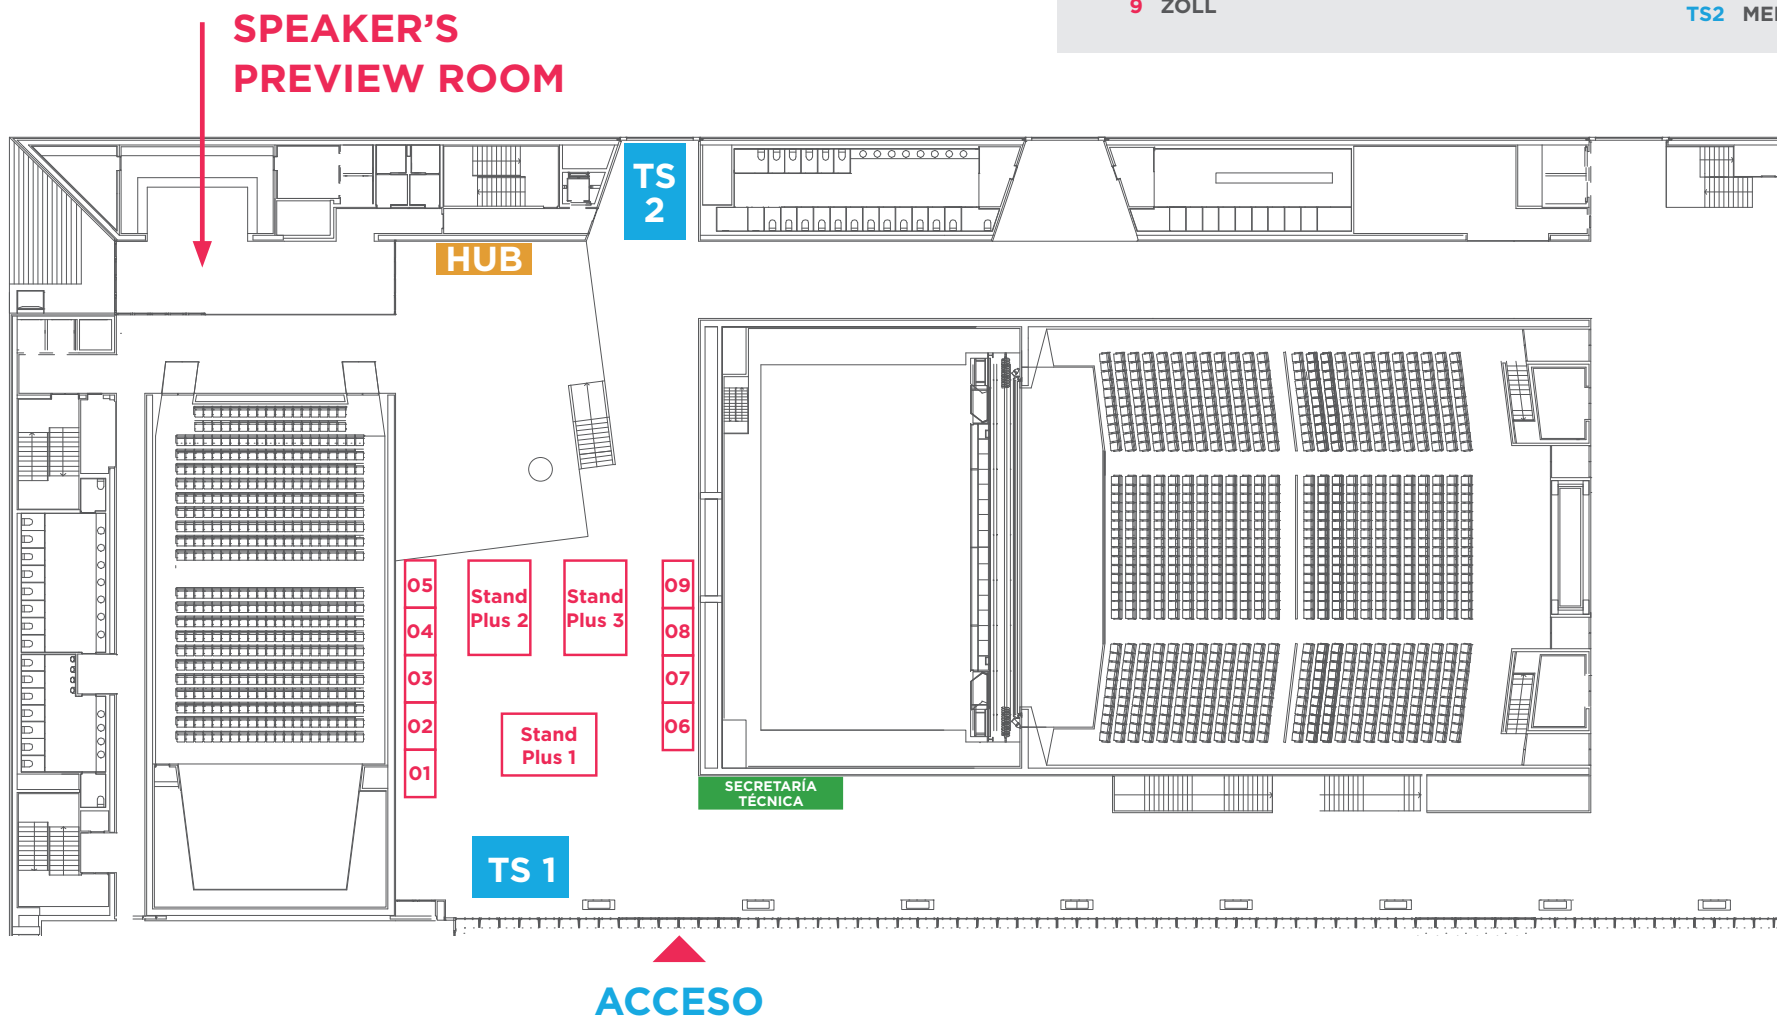 SPEAKER'S
PREVIEW ROOM
9 ZOLL
TS2
TS
2
HUB
05
04
03
02
01
Stand
Plus 2
Stand
Plus 3
Stand
Plus 1
09
08
07
06
SECRETARÍA
TÉCNICA
TS 1
ACCESO